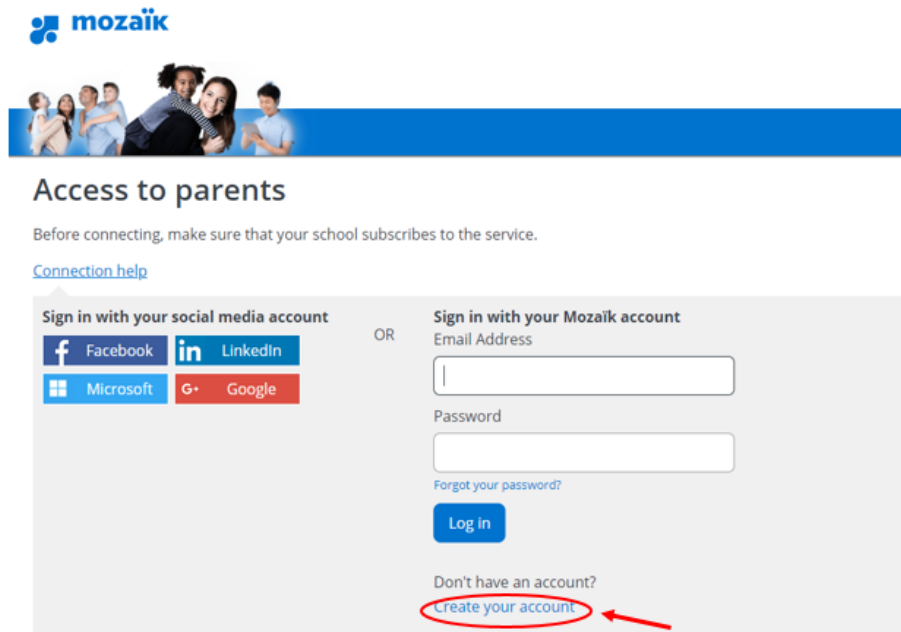 mozaïk
Access to parents
Before connecting, make sure that your school subscribes to the service.
Connection help
Sign in with your social media account
f Facebook
in LinkedIn
Microsoft
G+ Google
OR
Sign in with your Mozaïk account
Email Address
Password
Forgot your password?
Log in
Don't have an account?
Create your account